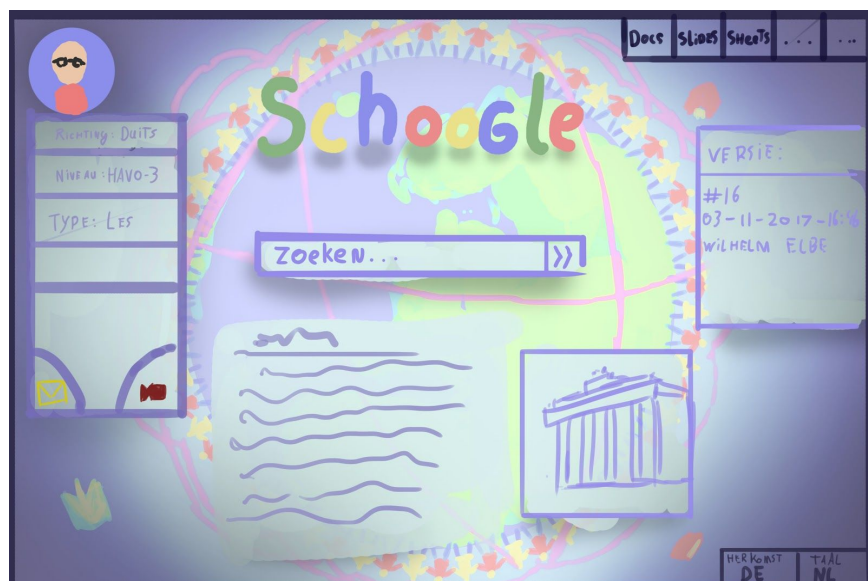 Docs SLiDES SHEETS ... ...
Schoogle
RICHTING: DUITS
NIVEAU: HAVO-3
TYPE: LES
VERSIE:
#16
03-11-2017-
WiLHELM ELBE
Zoeken... »
HERKOMST TAAL
DE NL